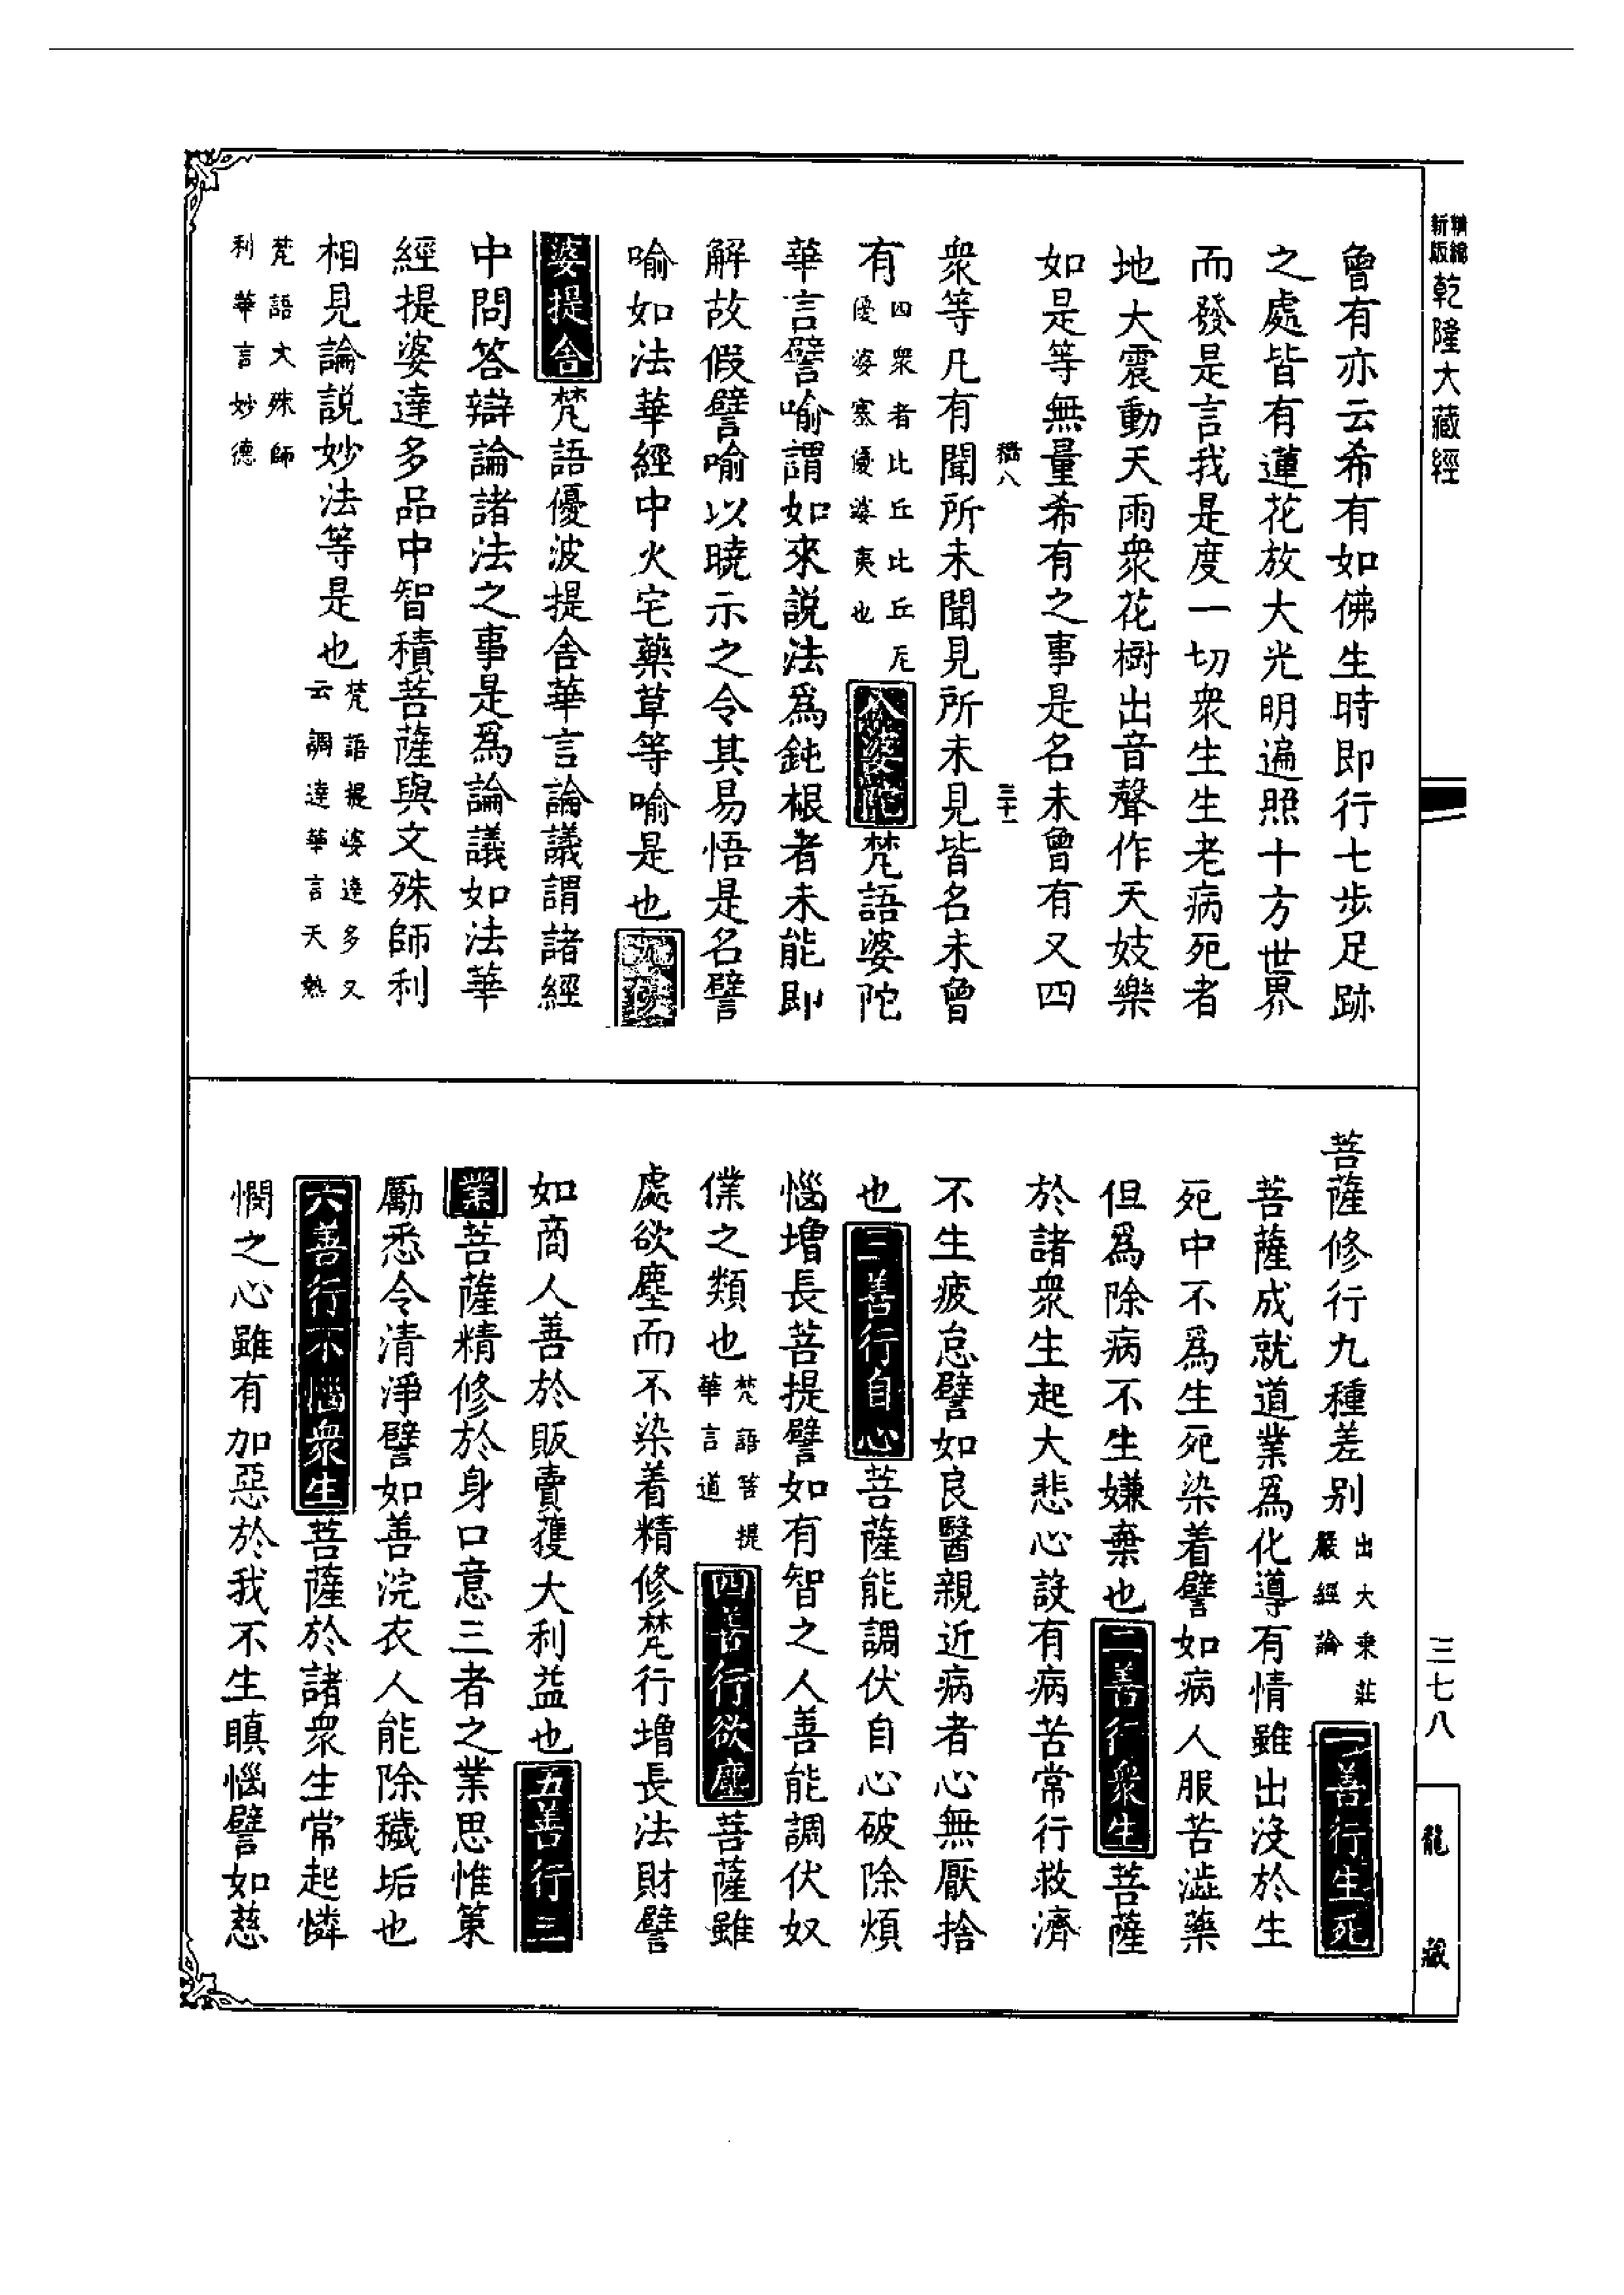 新編縮版乾隆大藏經
曾有亦云希有如佛生時即行七步足跡
之處皆有蓮花放大光明遍照十方世界
而發是言我是度一切衆生生老病死者
地大震動天雨衆花樹出音聲作天妓樂
如是等無量希有之事是名未曾有又四
三十一
衆等凡有聞所未聞見所未見皆名未曾
有四衆者比丘比丘尼優婆塞優婆夷也八婆陀梵語婆陀
華言譬喻謂如來説法爲鈍根者未能即
解故假譬喻以曉示之令其易悟是名譬
喻如法華經中火宅藥草等喻是也
婆提舍梵語優波提舍華言論議謂諸經
中問答辯論諸法之事是爲論議如法華
經提婆達多品中智積菩薩與文殊師利
相見論説妙法等是也梵語提婆達多又云調達華言天熱
梵語文殊師利華言妙德
三七八
龍藏
菩薩修行九種差別出大乘莊嚴經論一善行生死
菩薩成就道業爲化導有情雖出沒於生
死中不爲生死染着譬如病人服苦澁藥
但爲除病不生嫌棄也二善行衆生菩薩
於諸衆生起大悲心設有病苦常行救濟
不生疲怠譬如良醫親近病者心無厭捨
也三善行自心菩薩能調伏自心破除煩
惱增長菩提譬如有智之人善能調伏奴
僕之類也梵語菩提華言道四善行欲塵菩薩雖
處欲塵而不染着精修梵行增長法財譬
如商人善於販賣獲大利益也五善行三
業菩薩精修於身口意三者之業思惟策
勵悉令清淨譬如善浣衣人能除穢垢也
六善行不惱衆生菩薩於諸衆生常起憐
憫之心雖有加惡於我不生瞋惱譬如慈